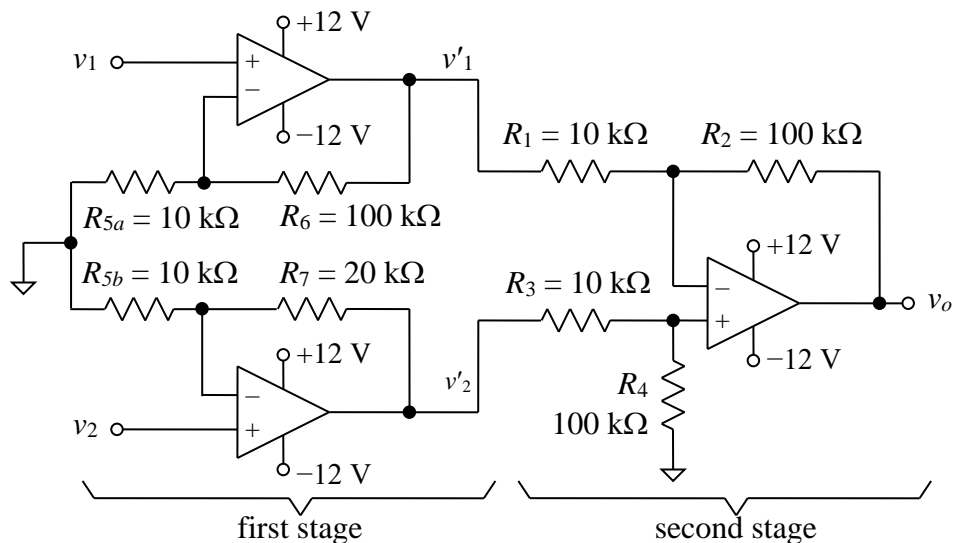 +12 V
v1
v'1
+
−
−12 V
R1 = 10 kΩ
R2 = 100 kΩ
R5a = 10 kΩ
R6 = 100 kΩ
R5b = 10 kΩ
R7 = 20 kΩ
R3 = 10 kΩ
+12 V
−
+
vo
−12 V
+12 V
v'2
R4
100 kΩ
−
+
v2
−12 V
first stage
second stage